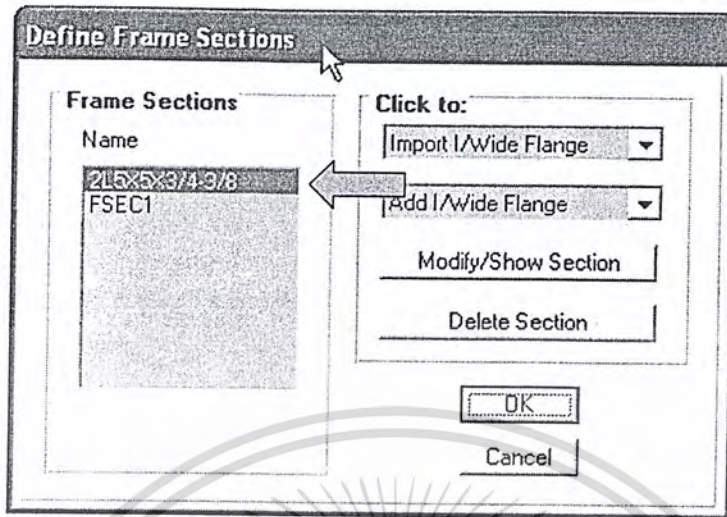 Define Frame Sections
Frame Sections
Name
2L5X5X3/4-3/8
FSEC1
Click to:
Import I/Wide Flange
Add I/Wide Flange
Modify/Show Section
Delete Section
OK
Cancel